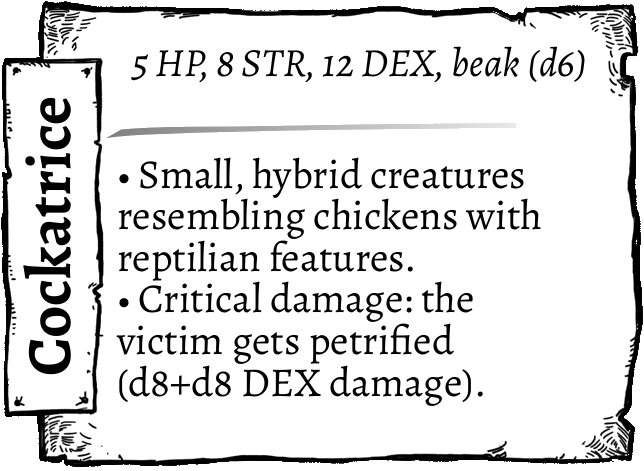 Cockatrice
5 HP, 8 STR, 12 DEX, beak (d6)
• Small, hybrid creatures
resembling chickens with
reptilian features.
• Critical damage: the
victim gets petrified
(d8+d8 DEX damage).